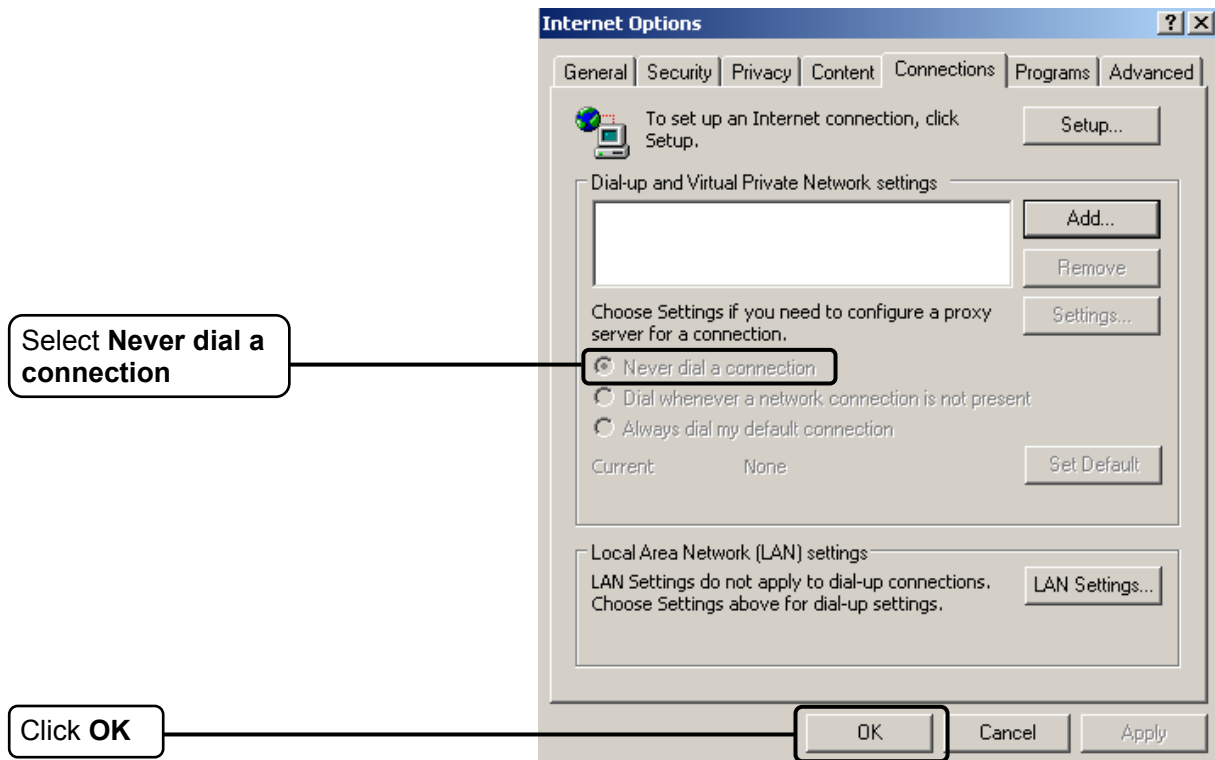 Internet Options
General Security Privacy Content Connections Programs Advanced
To set up an Internet connection, click
Setup.
Setup...
Dial-up and Virtual Private Network settings
Add...
Remove
Choose Settings if you need to configure a proxy
server for a connection.
Settings...
Select Never dial a
connection
Never dial a connection
Dial whenever a network connection is not present
Always dial my default connection
Current None
Set Default
Local Area Network (LAN) settings
LAN Settings do not apply to dial-up connections.
Choose Settings above for dial-up settings.
LAN Settings...
Click OK
OK Cancel Apply